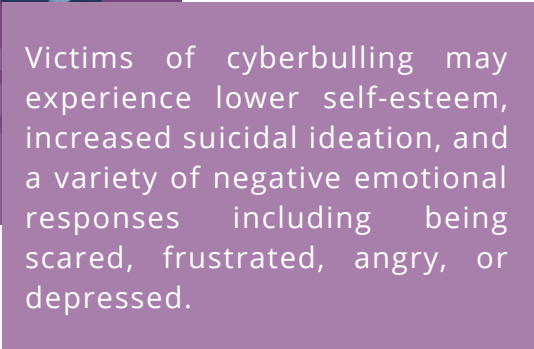 Victims of cyberbulling may
experience lower self-esteem,
increased suicidal ideation, and
a variety of negative emotional
responses including being
scared, frustrated, angry, or
depressed.